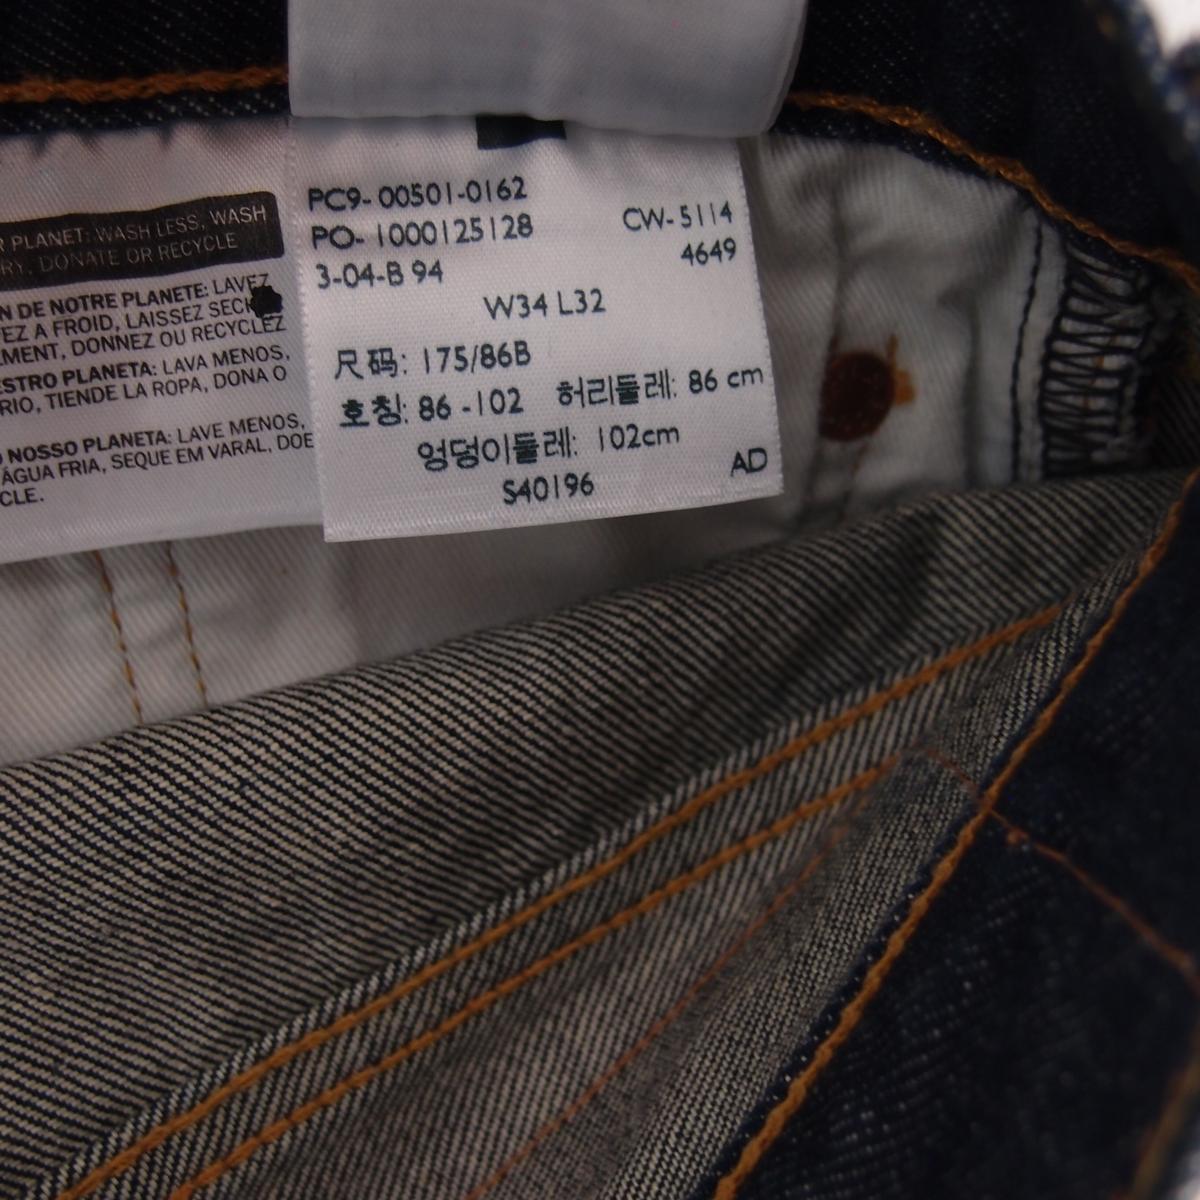 R PLANET: WASH LESS, WASH
RY, DONATE OR RECYCLE
N DE NOTRE PLANETE: LAVEZ
EZ A FROID, LAISSEZ
EMENT, DONNEZ OU RECYCLEZ
ESTRO PLANETA: LAVA MENOS,
RIO, TIENDE LA ROPA, DONA O
O NOSSO PLANETA: LAVE MENOS,
ÁGUA FRIA, SEQUE EM VARAL, DOE
CLE.
PC9- 00501-0162
PO- 1000125128
CW- 5114
4649
3-04-B 94
W34 L32
尺码: 175/86B
호칭: 86 -102 허리둘레: 86 cm
엉덩이둘레: 102cm
S40196
AD